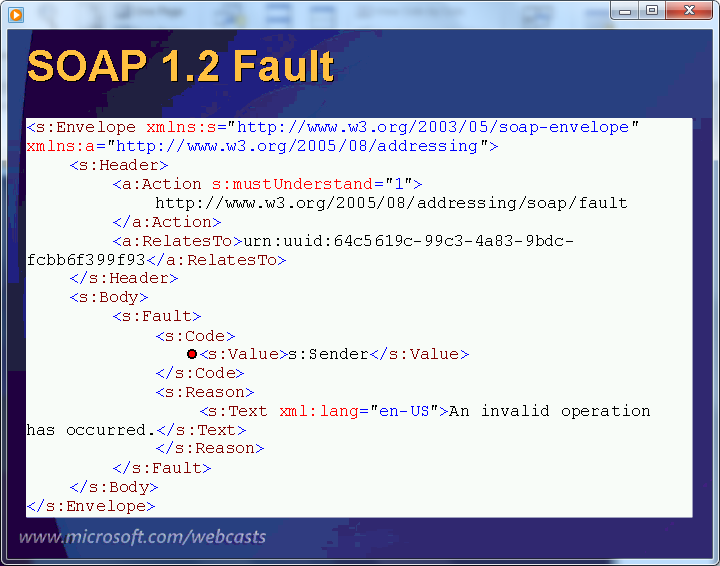 SOAP 1.2 Fault
<s:Envelope xmlns:s="http://www.w3.org/2003/05/soap-envelope"
xmlns:a="http://www.w3.org/2005/08/addressing">
<s:Header>
<a:Action s:mustUnderstand="1">
http://www.w3.org/2005/08/addressing/soap/fault
</a:Action>
<a:RelatesTo>urn:uuid:64c5619c-99c3-4a83-9bdc-
fcbb6f399f93</a:RelatesTo>
</s:Header>
<s:Body>
<s:Fault>
<s:Code>
<s:Value>s:Sender</s:Value>
</s:Code>
<s:Reason>
<s:Text xml:lang="en-US">An invalid operation
has occurred.</s:Text>
</s:Reason>
</s:Fault>
</s:Body>
</s:Envelope>
www.microsoft.com/webcasts